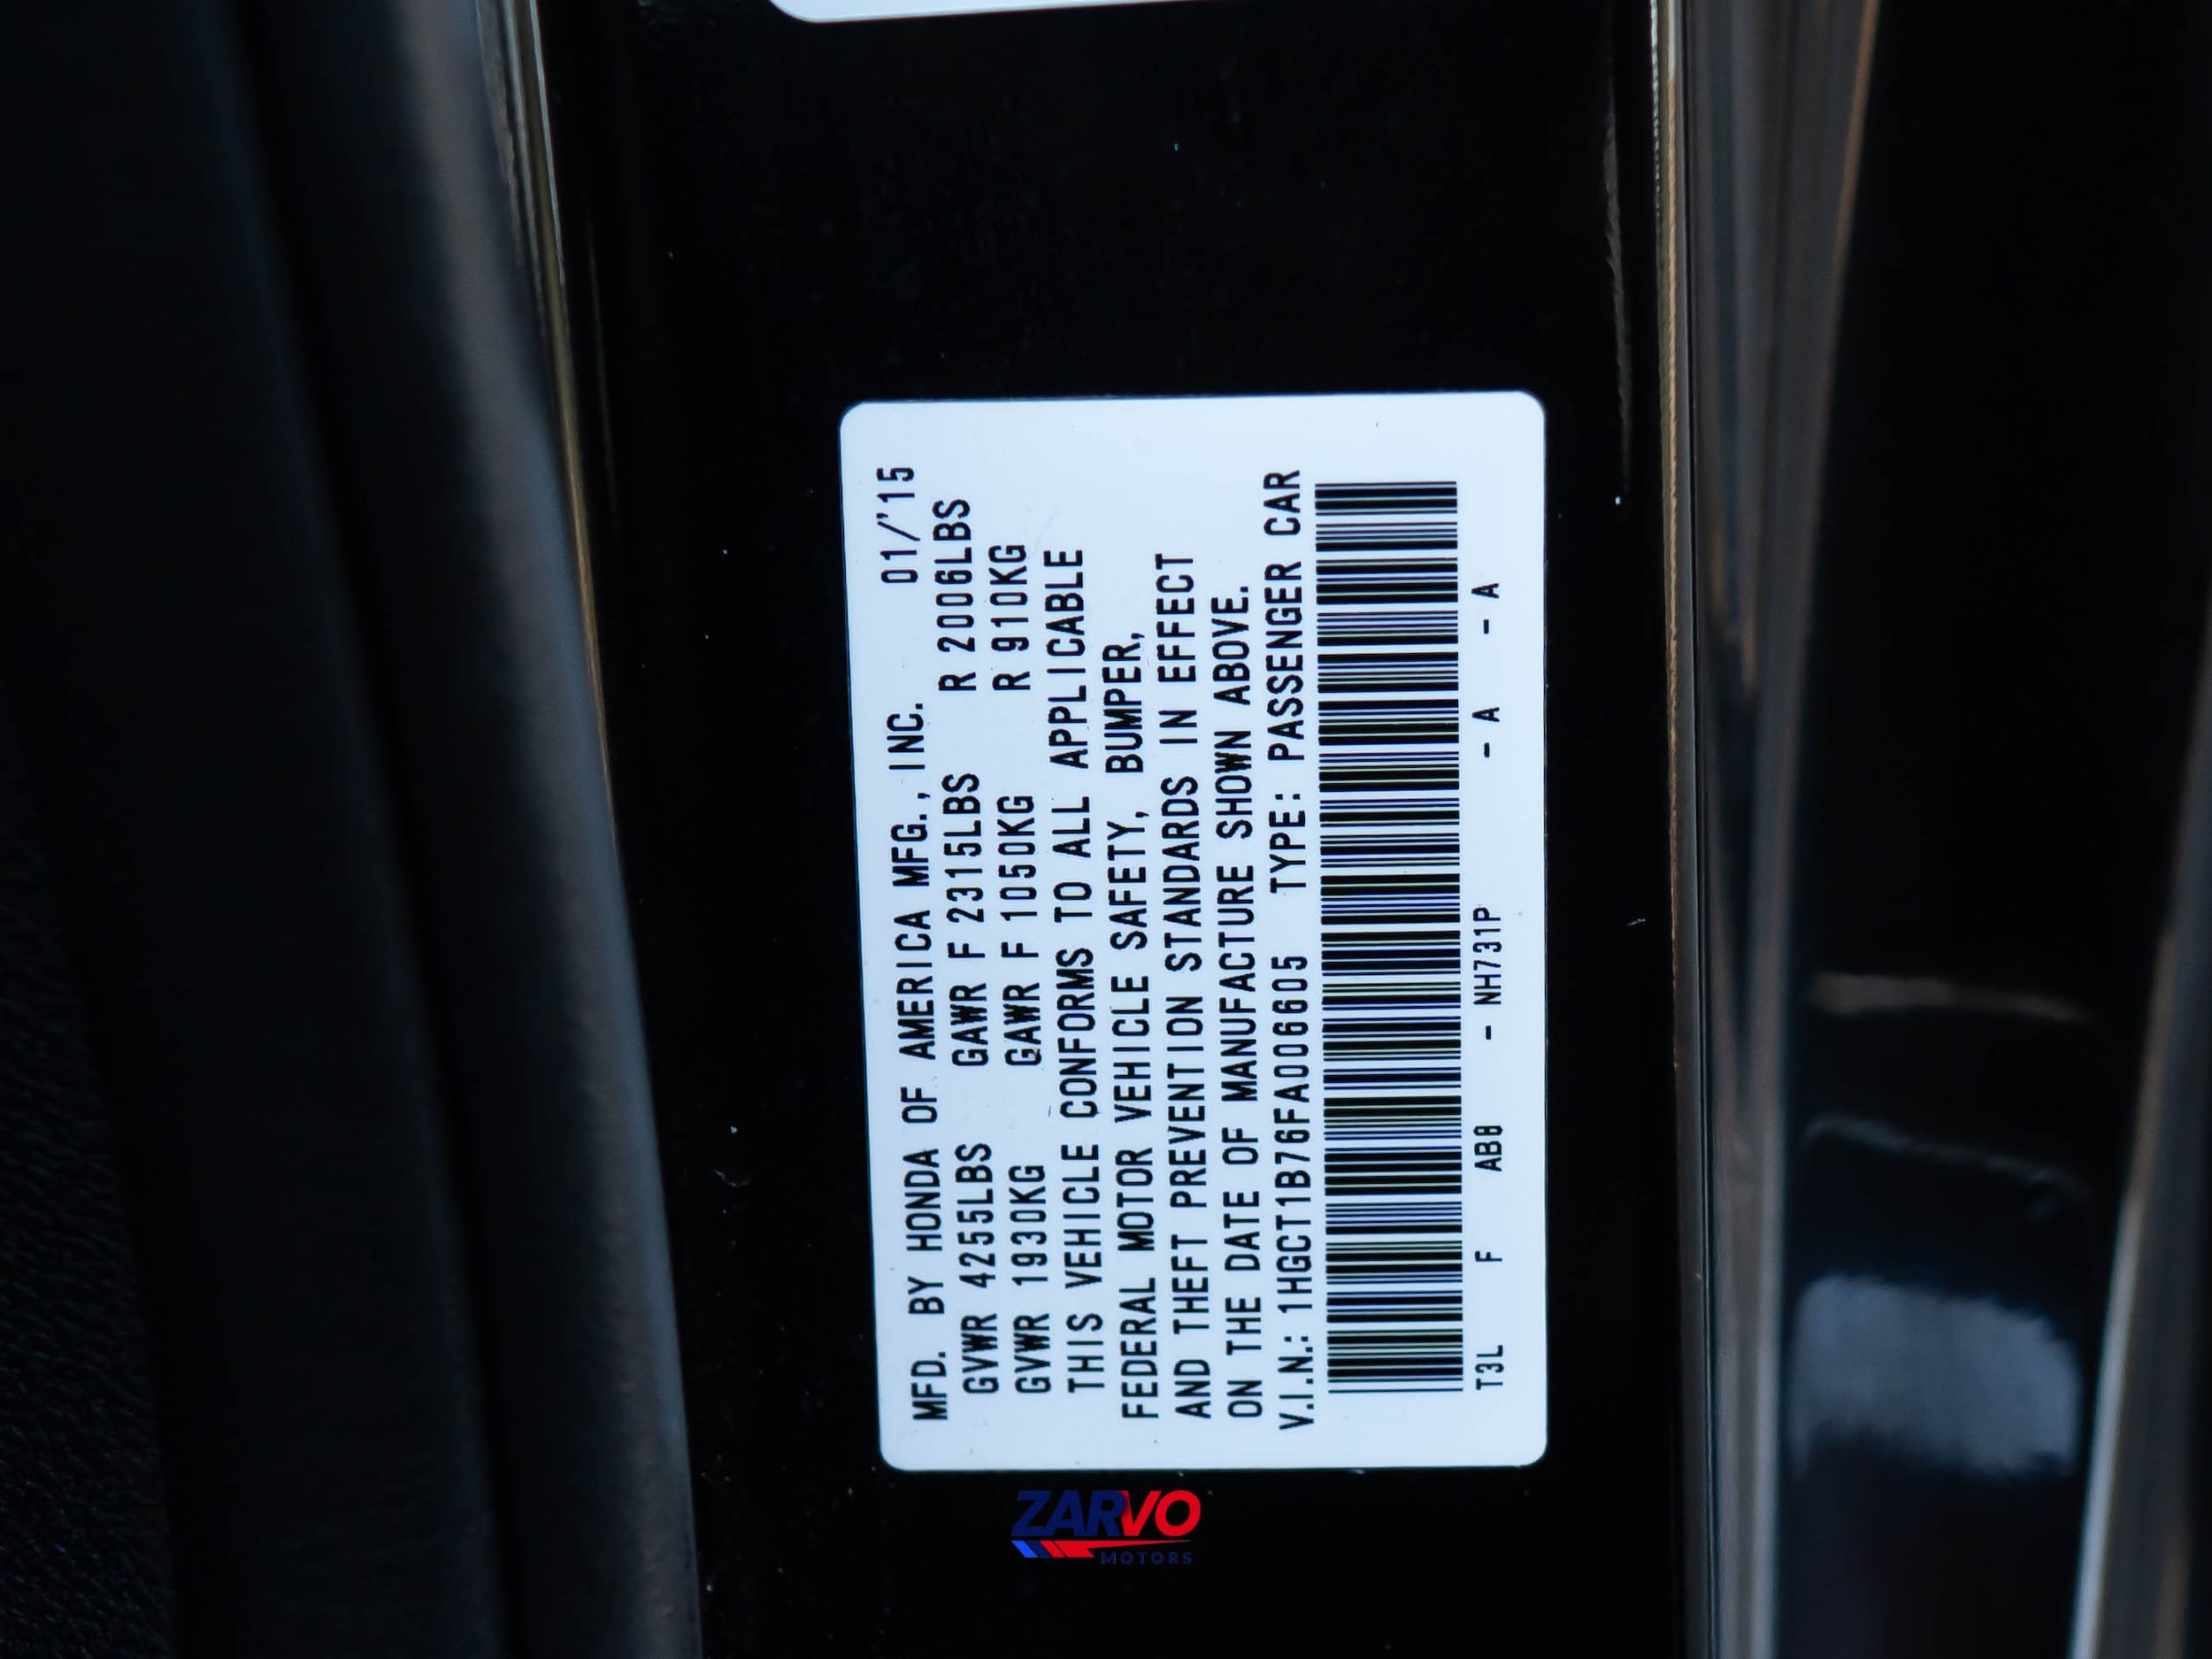 MFD. BY HONDA OF AMERICA MFG., INC. 01/'15
GVWR 4255LBS GAWR F 2315LBS R 2006LBS
GVWR 1930KG GAWR F 1050KG R 910KG
THIS VEHICLE CONFORMS TO ALL APPLICABLE
FEDERAL MOTOR VEHICLE SAFETY, BUMPER,
AND THEFT PREVENTION STANDARDS IN EFFECT
ON THE DATE OF MANUFACTURE SHOWN ABOVE.
V.I.N.: 1HGCT1B76FA006605 TYPE: PASSENGER CAR
T3L F AB8 - NH731P - A - A
ZARVO
MOTORS